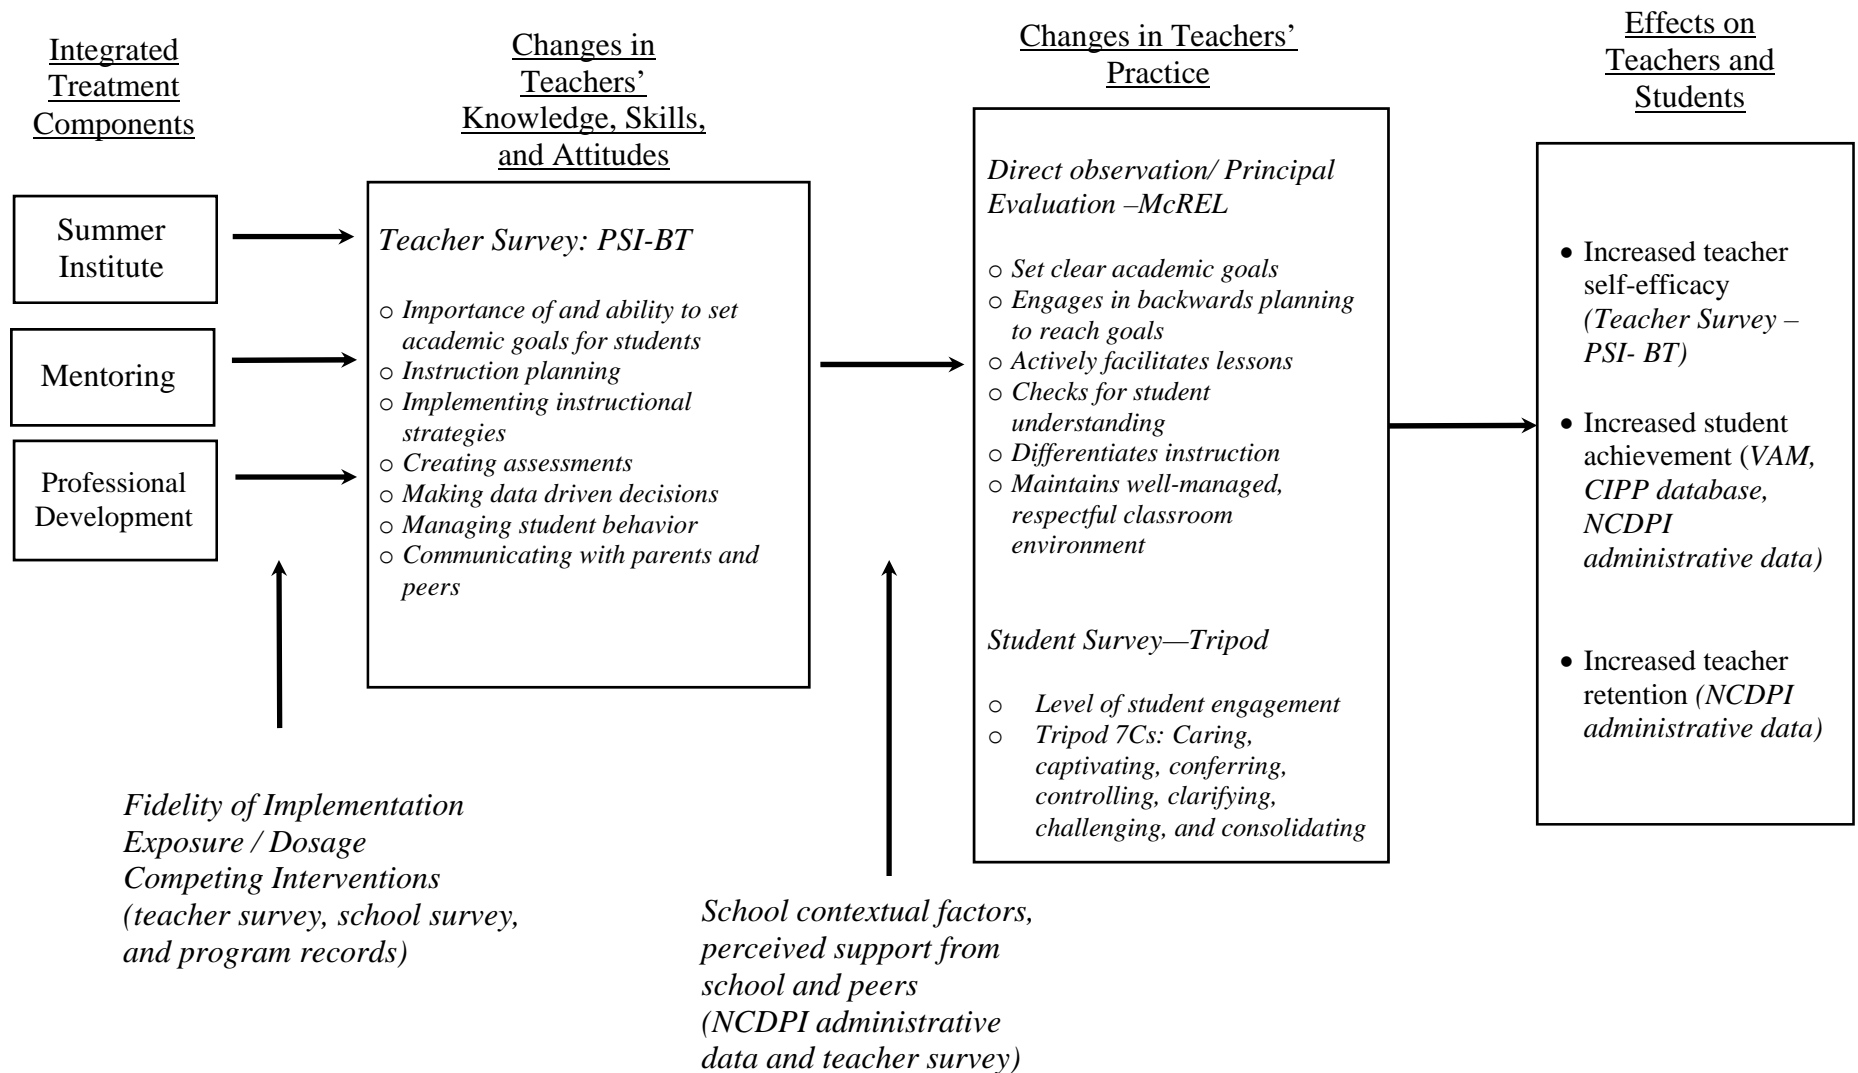 Integrated
Treatment
Components
Summer
Institute
Mentoring
Professional
Development
Fidelity of Implementation
Exposure / Dosage
Competing Interventions
(teacher survey, school survey,
and program records)
Changes in
Teachers’
Knowledge, Skills,
and Attitudes
Teacher Survey: PSI-BT
o Importance of and ability to set
academic goals for students
o Instruction planning
o Implementing instructional
strategies
o Creating assessments
o Making data driven decisions
o Managing student behavior
o Communicating with parents and
peers
School contextual factors,
perceived support from
school and peers
(NCDPI administrative
data and teacher survey)
Changes in Teachers’
Practice
Direct observation/ Principal
Evaluation –McREL
o Set clear academic goals
o Engages in backwards planning
to reach goals
o Actively facilitates lessons
o Checks for student
understanding
o Differentiates instruction
o Maintains well-managed,
respectful classroom
environment
Student Survey—Tripod
o Level of student engagement
o Tripod 7Cs: Caring,
captivating, conferring,
controlling, clarifying,
challenging, and consolidating
Effects on
Teachers and
Students
• Increased teacher
self-efficacy
(Teacher Survey –
PSI- BT)
• Increased student
achievement (VAM,
CIPP database,
NCDPI
administrative data)
• Increased teacher
retention (NCDPI
administrative data)